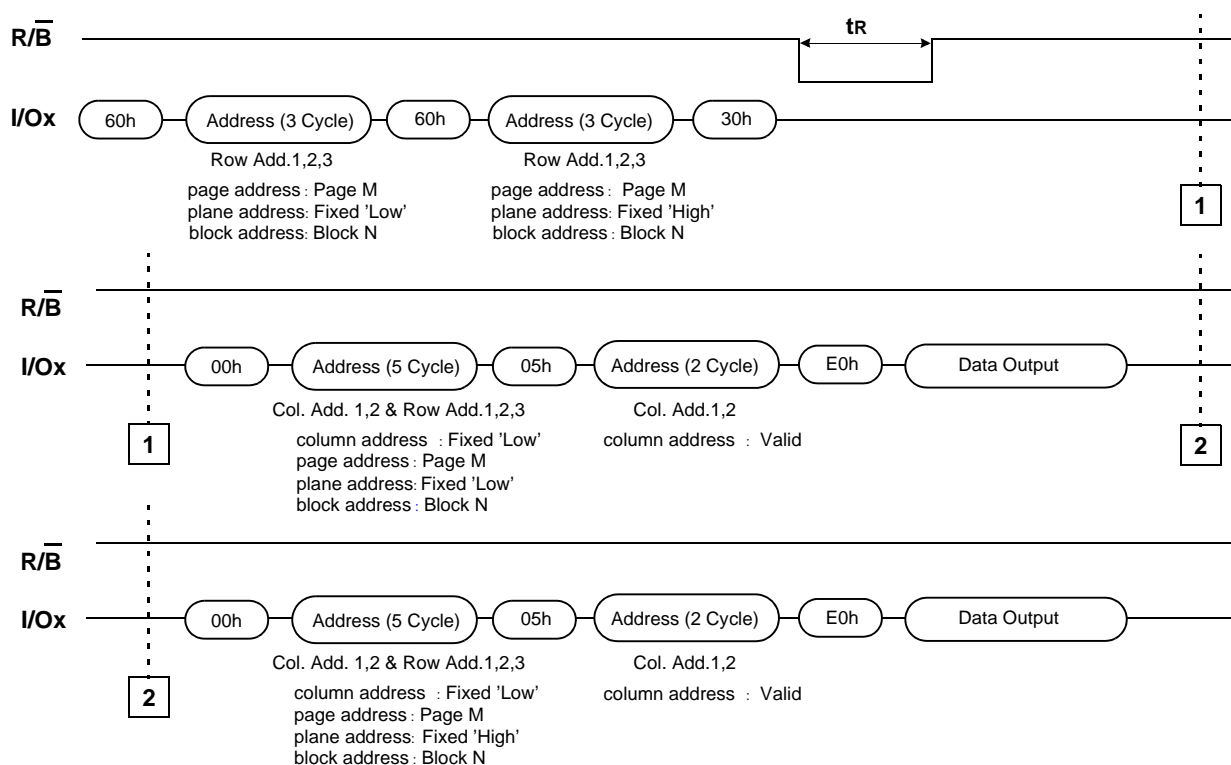 tR
R/B
I/Ox
60h Address (3 Cycle) 60h Address (3 Cycle) 30h
Row Add.1,2,3 Row Add.1,2,3
page address : Page M page address : Page M
plane address: Fixed 'Low' plane address: Fixed 'High'
block address: Block N block address: Block N
1
R/B
I/Ox
00h Address (5 Cycle) 05h Address (2 Cycle) E0h Data Output
Col. Add. 1,2 & Row Add.1,2,3 Col. Add.1,2
column address : Fixed 'Low' column address : Valid
page address : Page M
plane address: Fixed 'Low'
block address : Block N
1 2
R/B
I/Ox
00h Address (5 Cycle) 05h Address (2 Cycle) E0h Data Output
Col. Add. 1,2 & Row Add.1,2,3 Col. Add.1,2
column address : Fixed 'Low' column address : Valid
page address : Page M
plane address: Fixed 'High'
block address : Block N
2